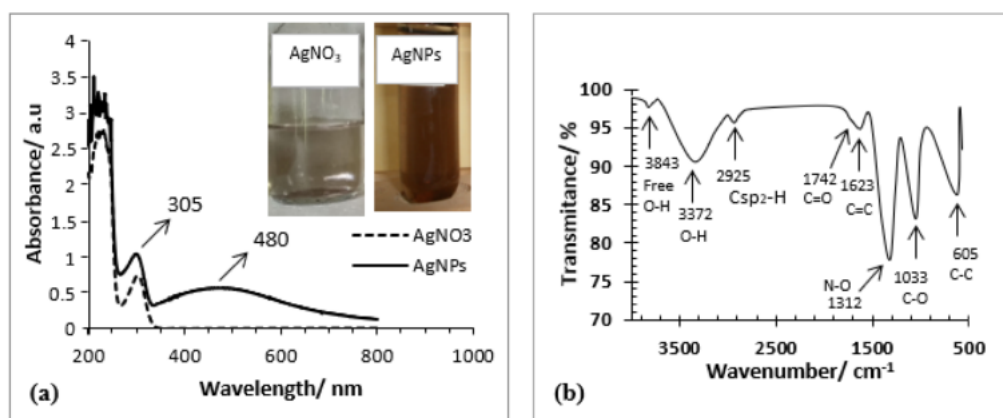 4
3.5
3
2.5
2
1.5
1
0.5
0
200
400
600
800
1000
Absorbance/ a.u
Wavelength/ nm
AgNO₃
AgNPs
305
480
AgNO3
AgNPs
(a)
100
95
90
85
80
75
70
3500
2500
1500
500
Transmitance/ %
Wavenumber/ cm⁻¹
3843
Free
O-H
3372
O-H
2925
Csp2-H
1742
C=O
1623
C=C
N-O
1312
1033
C-O
605
C-C
(b)